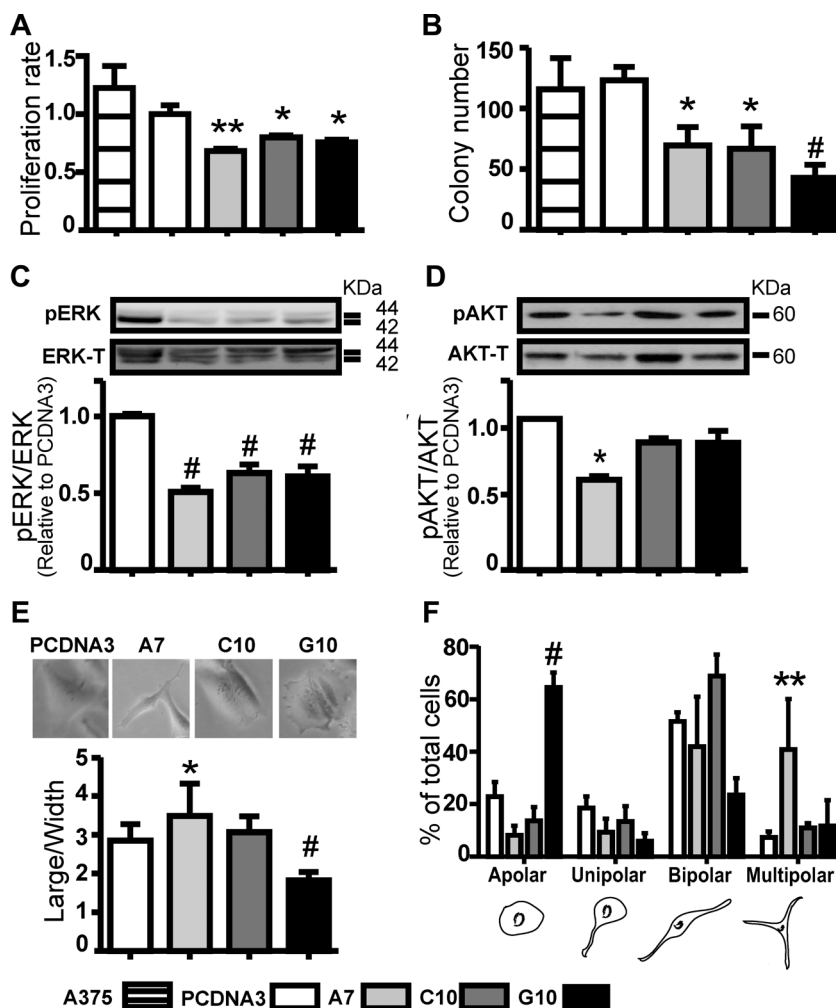 A
Proliferation rate
1.5
1.0
0.5
0
**
*
*
B
Colony number
150
100
50
0
*
*
#
C
KDa
pERK
44
42
ERK-T
44
42
pERK/ERK
(Relative to PCDNA3)
1.0
0.5
0
#
#
#
D
KDa
pAKT
60
AKT-T
60
pAKT/AKT
(Relative to PCDNA3)
1.0
0.5
0
*
E
PCDNA3 A7 C10 G10
Large/Width
5
4
3
2
1
0
*
#
F
% of total cells
80
60
40
20
0
#
**
Apolar Unipolar Bipolar Multipolar
A375 PCDNA3 A7 C10 G10